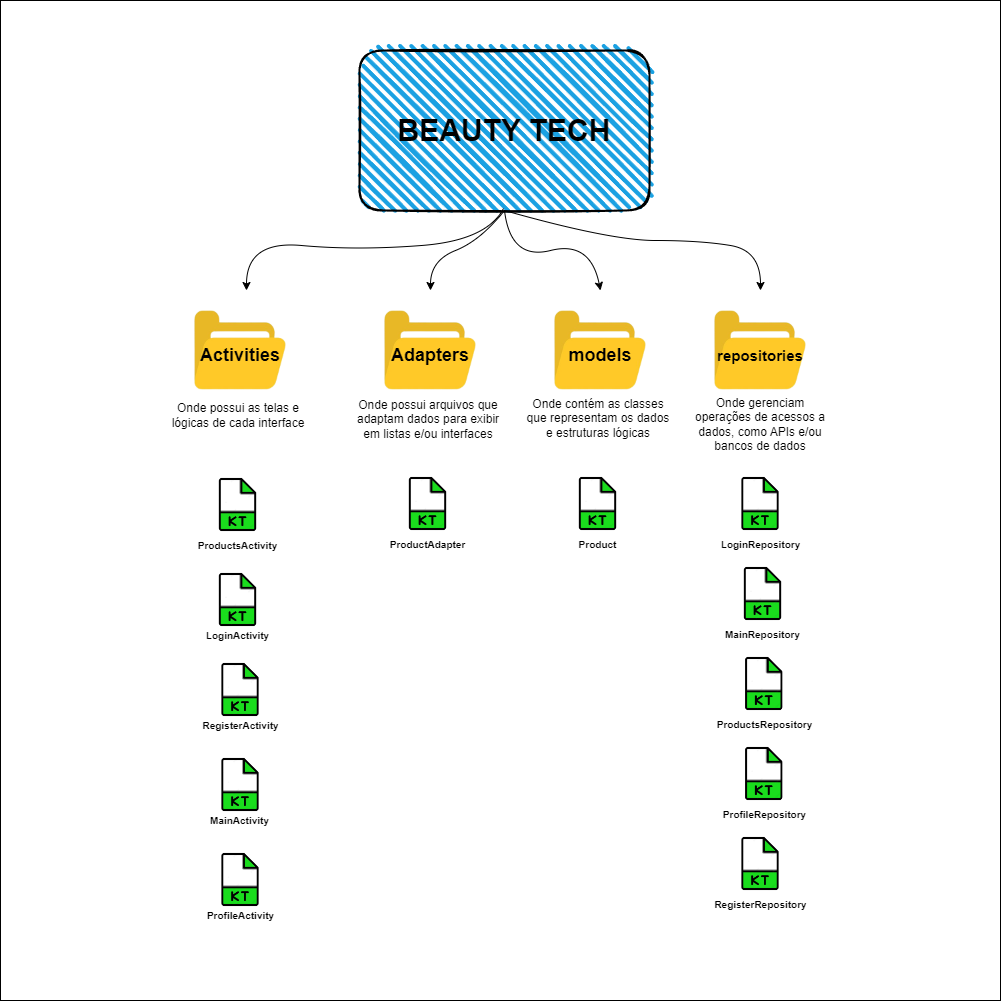 BEAUTY TECH
Activities
Onde possui as telas e
lógicas de cada interface
Adapters
Onde possui arquivos que
adaptam dados para exibir
em listas e/ou interfaces
models
Onde contém as classes
que representam os dados
e estruturas lógicas
repositories
Onde gerenciam
operações de acessos a
dados, como APIs e/ou
bancos de dados
KT
ProductsActivity
KT
LoginActivity
KT
RegisterActivity
KT
MainActivity
KT
ProfileActivity
KT
ProductAdapter
KT
Product
KT
LoginRepository
KT
MainRepository
KT
ProductsRepository
KT
ProfileRepository
KT
RegisterRepository